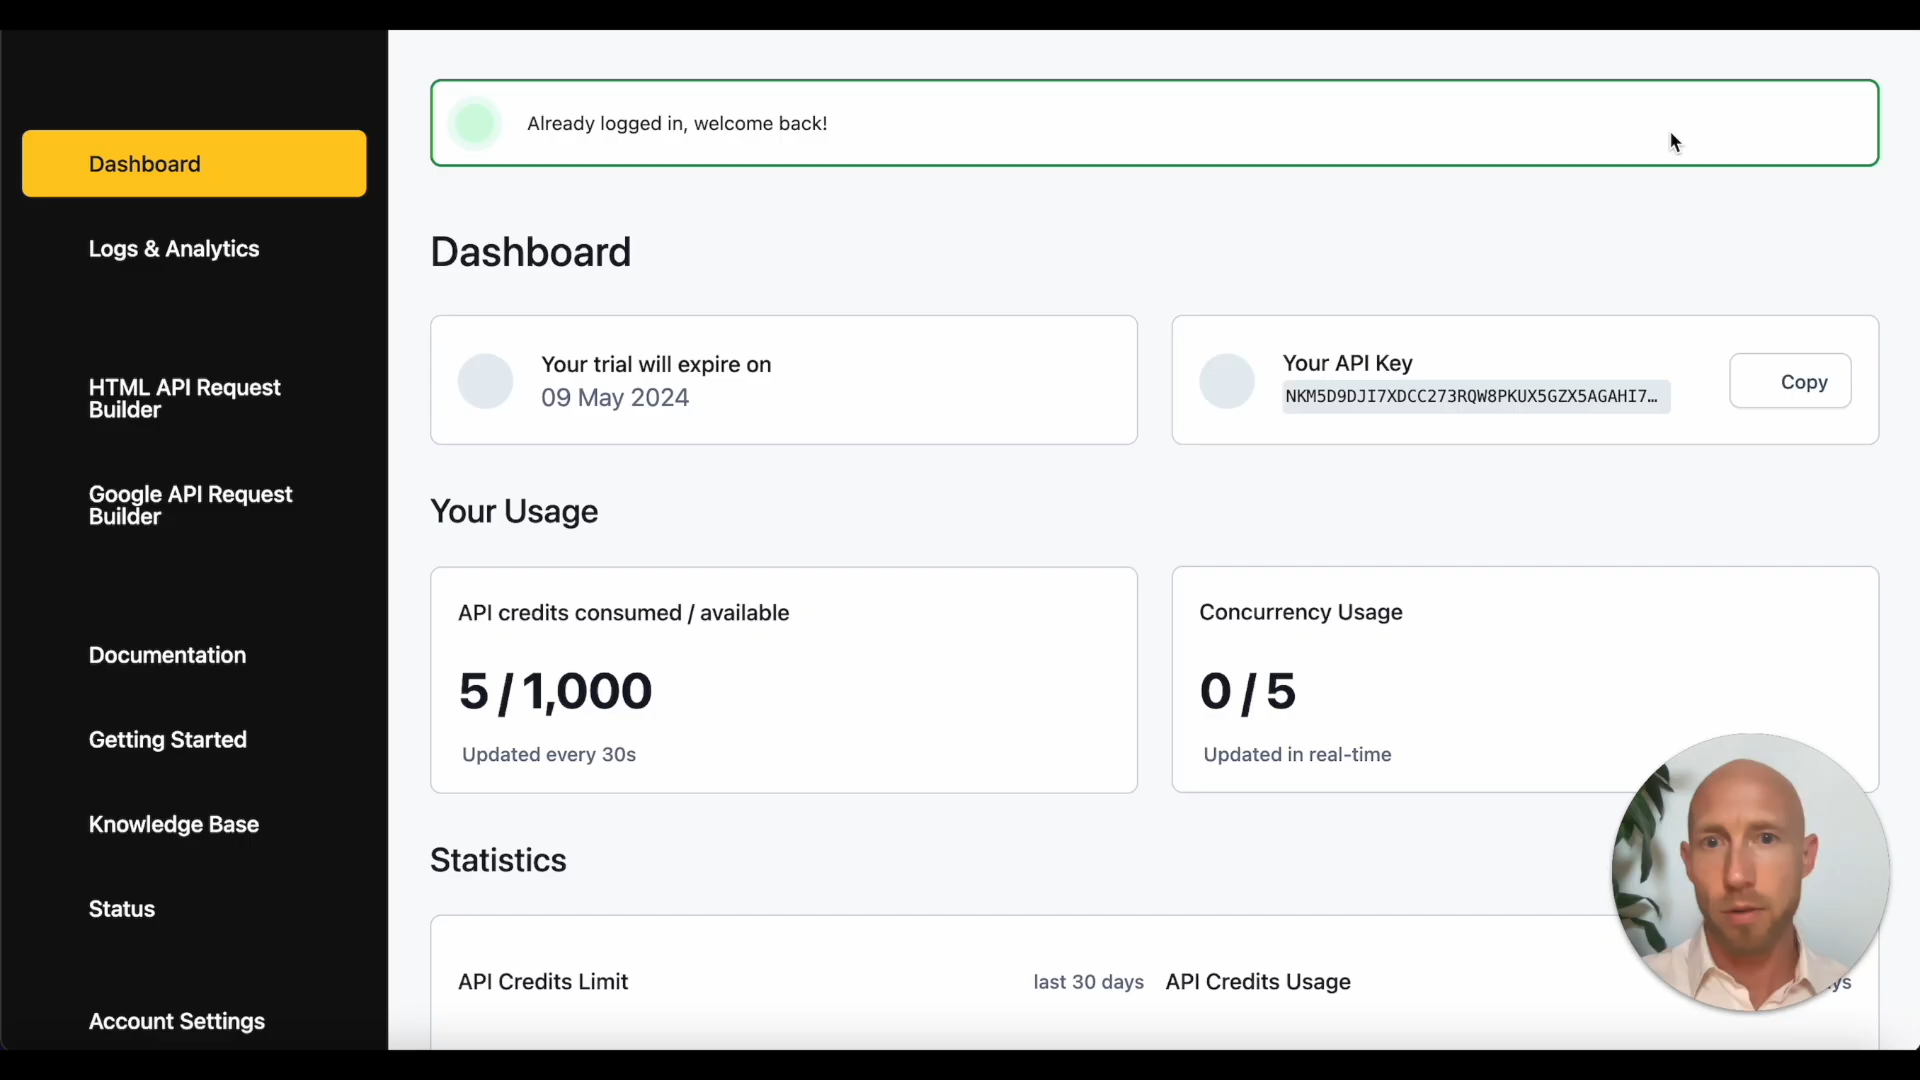 Dashboard
Logs & Analytics
HTML API Request
Builder
Google API Request
Builder
Documentation
Getting Started
Knowledge Base
Status
Account Settings
Already logged in, welcome back!
Dashboard
Your trial will expire on
09 May 2024
Your API Key
NKM5D9DJI7XDCC273RQW8PKUX5GZX5AGAHI7…
Copy
Your Usage
API credits consumed / available
5 / 1,000
Updated every 30s
Concurrency Usage
0 / 5
Updated in real-time
Statistics
API Credits Limit
last 30 days
API Credits Usage